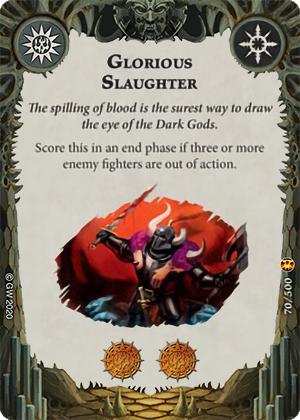 Glorious
Slaughter
The spilling of blood is the surest way to draw
the eye of the Dark Gods.
Score this in an end phase if three or more
enemy fighters are out of action.
© GW 2020
70/500